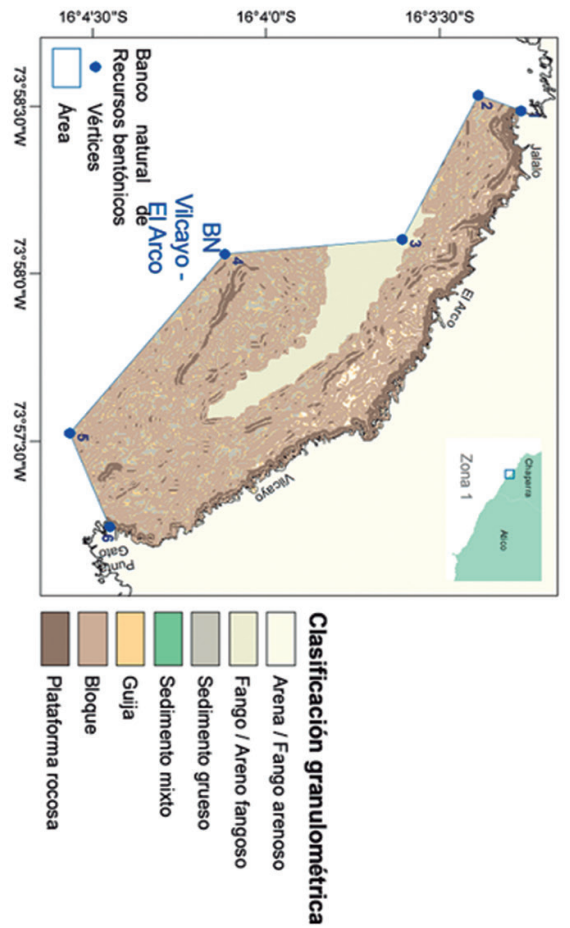 16°3'30"S
16°4'0"S
16°4'30"S
Jalalo
1
2
3
El Arco
Chaparra
Atico
Zona 1
BN
Vilcayo -
El Arco
4
Vilcayo
5
6
Punta
Gato
Banco natural de
Recursos bentónicos
Vértices
Área
73°58'30"W
73°58'0"W
73°57'30"W
Clasificación granulométrica
Arena / Fango arenoso
Fango / Areno fangoso
Sedimento grueso
Sedimento mixto
Guija
Bloque
Plataforma rocosa